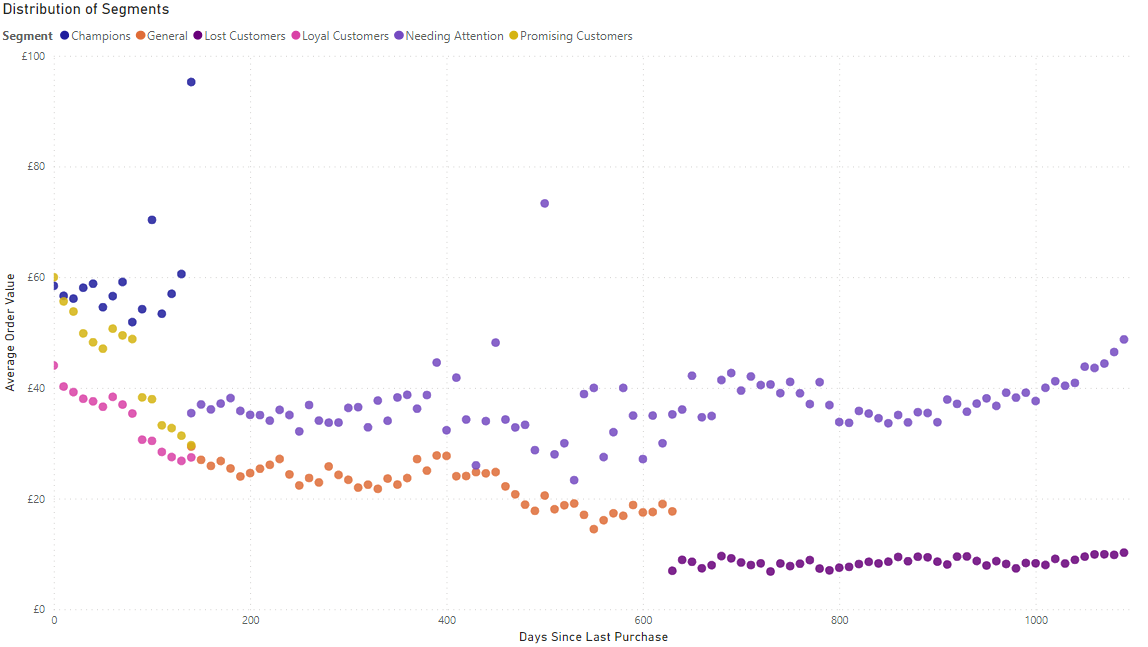 Distribution of Segments
Segment Champions General Lost Customers Loyal Customers Needing Attention Promising Customers
£100
£80
£60
£40
£20
£0
Average Order Value
0 200 400 600 800 1000
Days Since Last Purchase